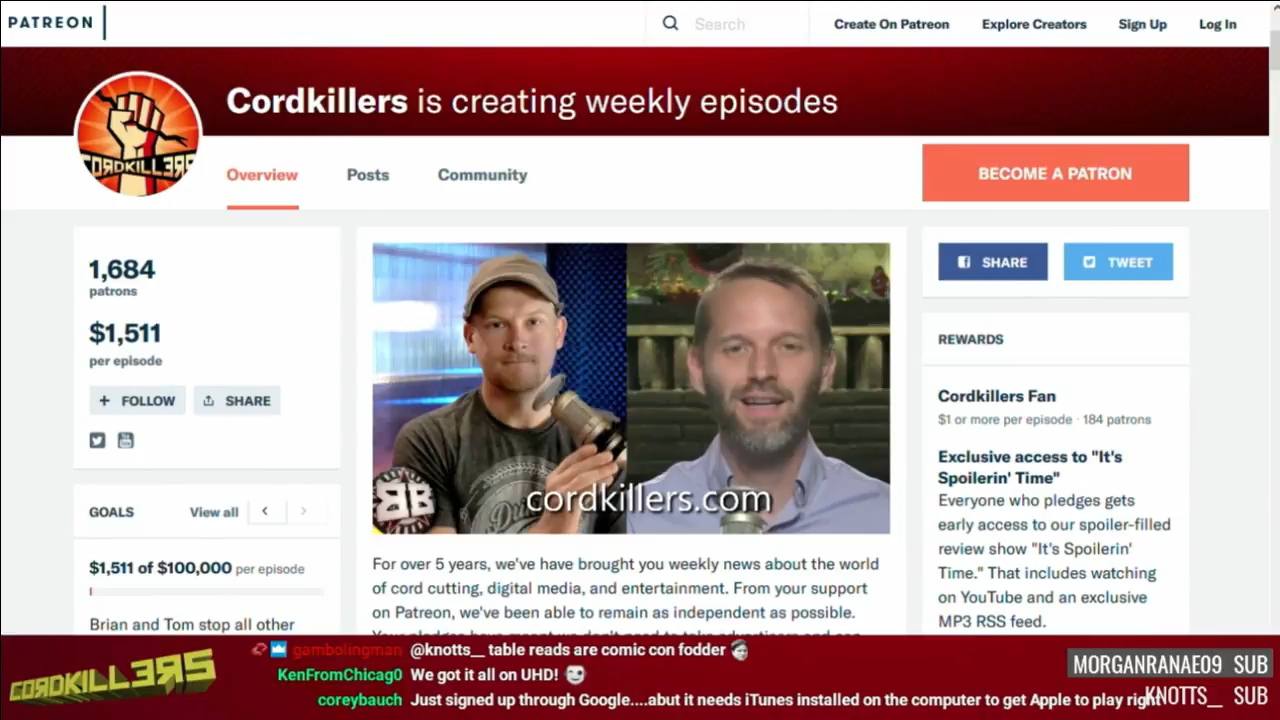 PATREON
Search
Create On Patreon
Explore Creators
Sign Up
Log In
CORDKILLERS
Cordkillers is creating weekly episodes
Overview
Posts
Community
BECOME A PATRON
1,684
patrons
$1,511
per episode
+ FOLLOW
SHARE
GOALS
View all
$1,511 of $100,000 per episode
Brian and Tom stop all other
BB
cordkillers.com
For over 5 years, we've have brought you weekly news about the world
of cord cutting, digital media, and entertainment. From your support
on Patreon, we've been able to remain as independent as possible.
SHARE
TWEET
REWARDS
Cordkillers Fan
$1 or more per episode · 184 patrons
Exclusive access to "It's
Spoilerin' Time"
Everyone who pledges gets
early access to our spoiler-filled
review show "It's Spoilerin'
Time." That includes watching
on YouTube and an exclusive
MP3 RSS feed.
CORDKILLERS
gambolingman @knotts__ table reads are comic con fodder
KenFromChicag0 We got it all on UHD!
coreybauch Just signed up through Google....abut it needs iTunes installed on the computer to get Apple to play right
MORGANRANAE09 SUB
KNOTTS__ SUB